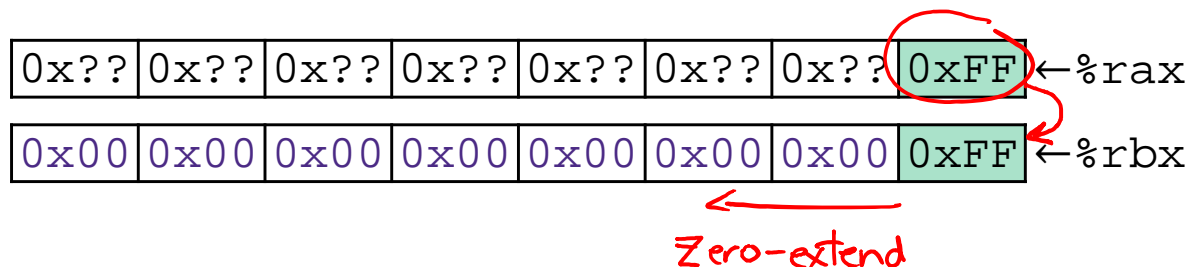 0x?? 0x?? 0x?? 0x?? 0x?? 0x?? 0x?? 0xFF ←%rax
0x00 0x00 0x00 0x00 0x00 0x00 0x00 0xFF ←%rbx
Zero-extend